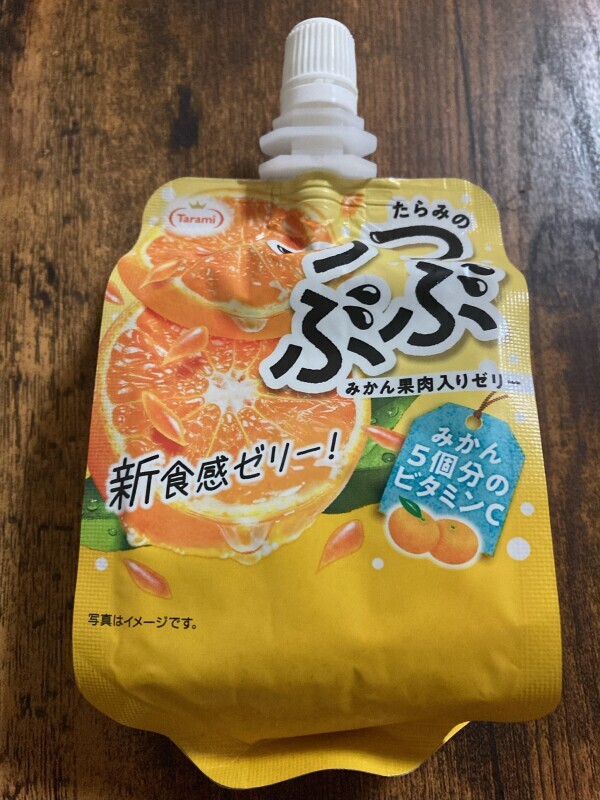 Tarami
たらみの
つぶ
つぶ
みかん果肉入りゼリー
みかん
5個分の
ビタミンC
新食感ゼリー!
写真はイメージです。